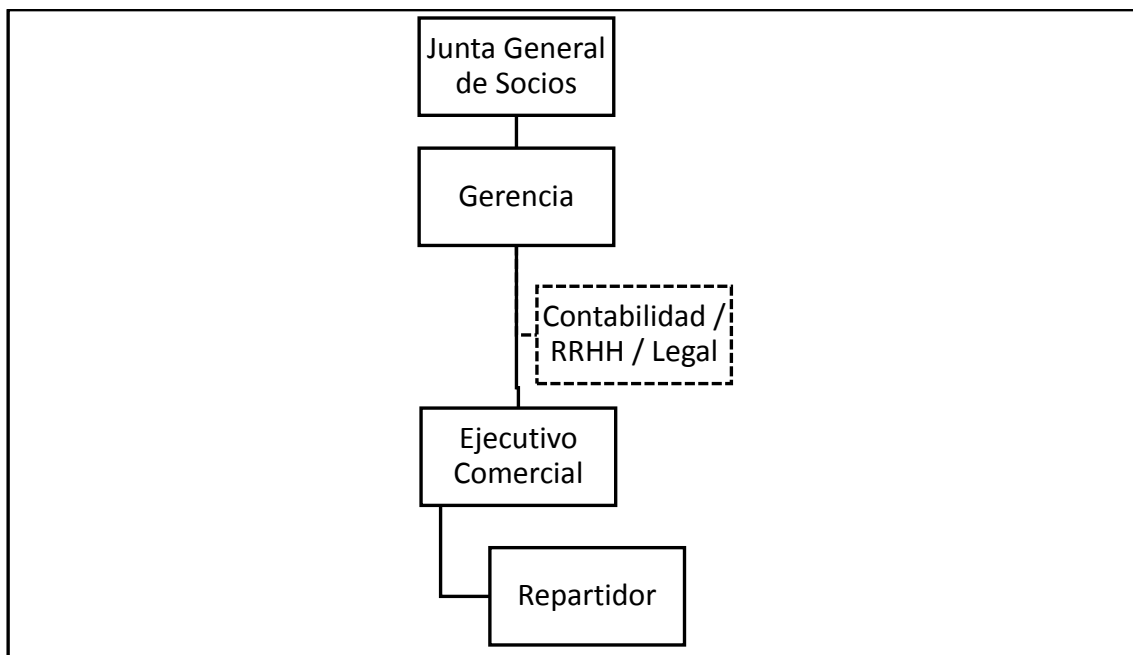 Junta General
de Socios
Gerencia
Contabilidad /
RRHH / Legal
Ejecutivo
Comercial
Repartidor